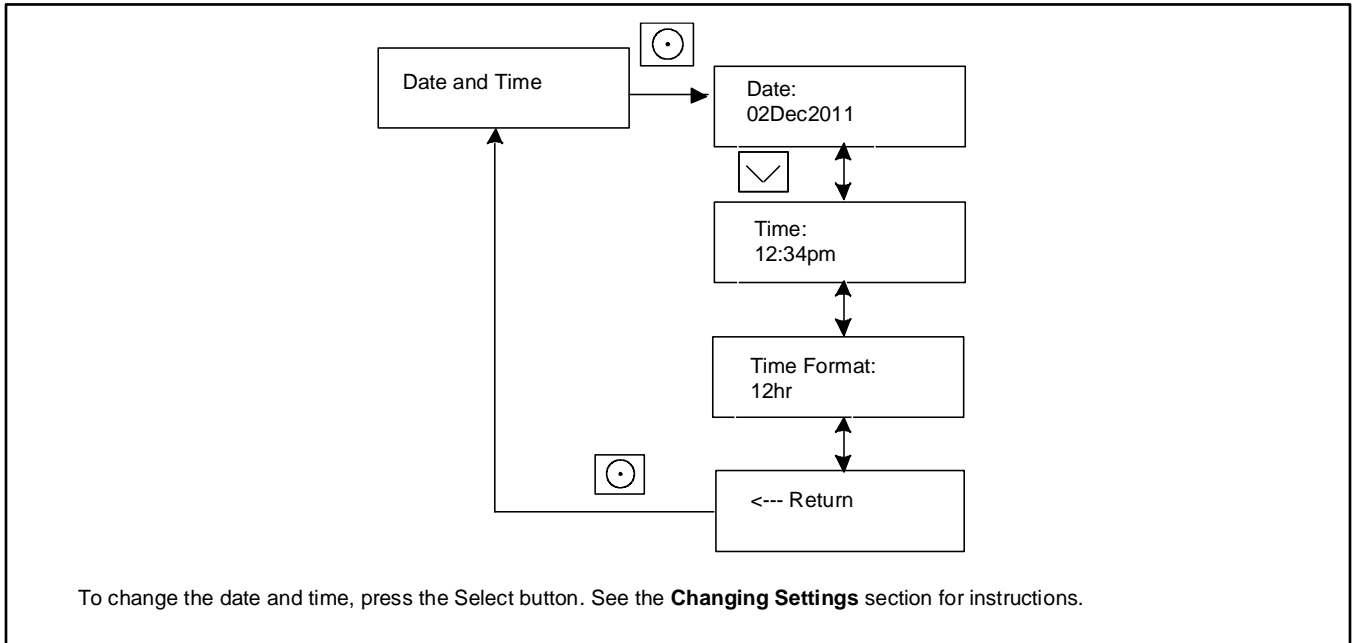 Date and Time
Date:
02Dec2011
Time:
12:34pm
Time Format:
12hr
<--- Return
To change the date and time, press the Select button. See the Changing Settings section for instructions.